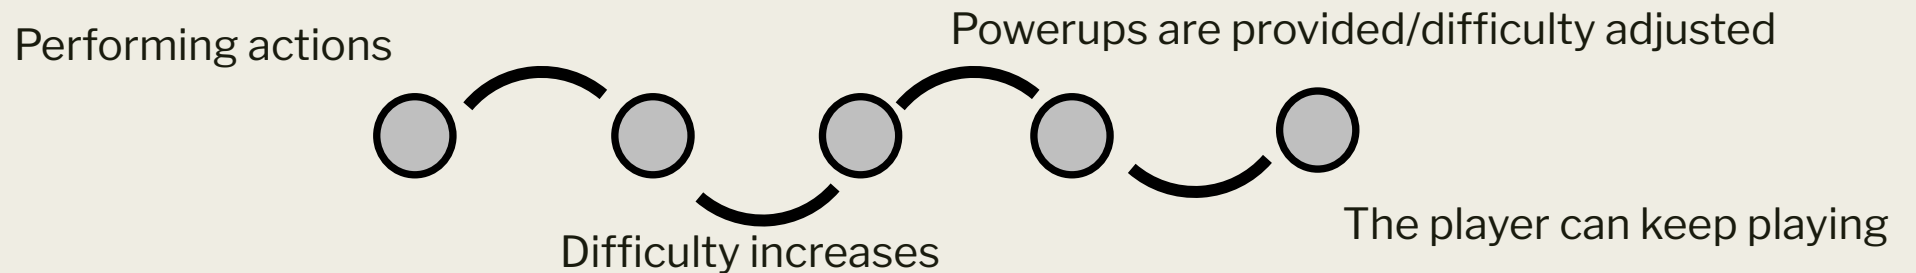 Performing actions
Difficulty increases
Powerups are provided/difficulty adjusted
The player can keep playing